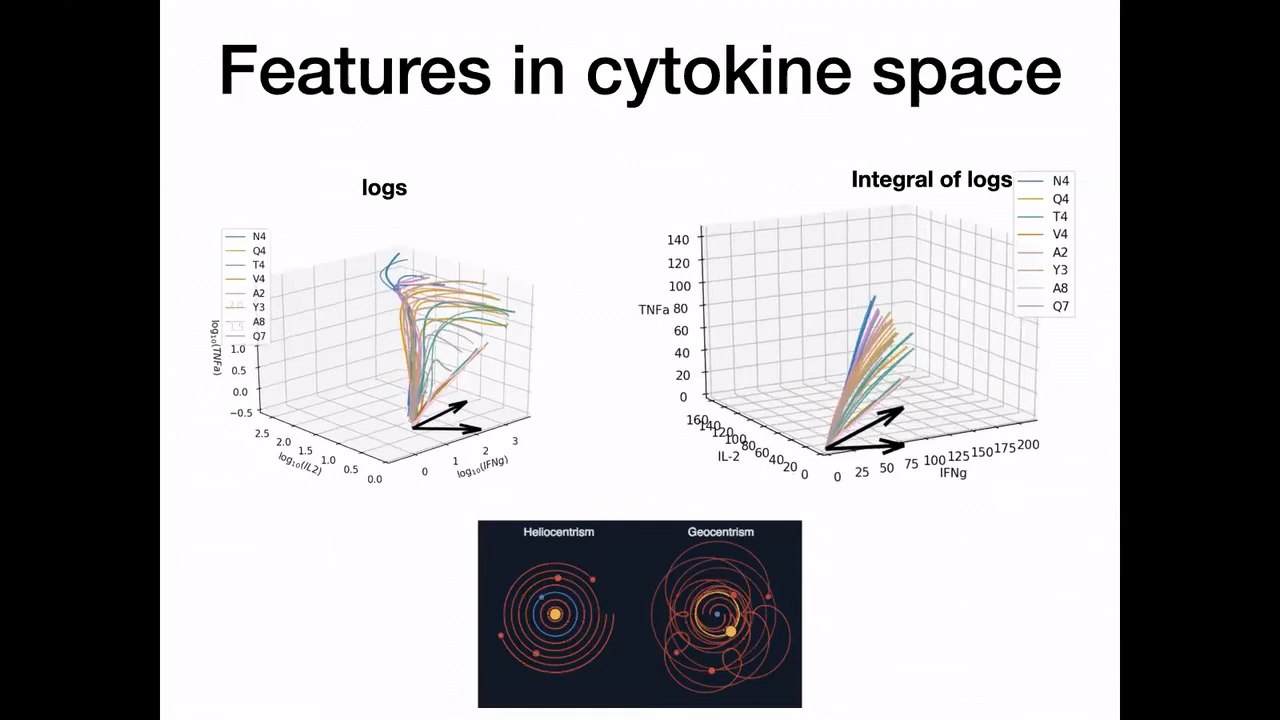 Features in cytokine space
logs
Integral of logs
N4
Q4
T4
V4
A2
Y3
A8
Q7
2.0
1.5
1.0
0.5
0.0
−0.5
log₁₀(TNFa)
2.5
2.0
1.5
1.0
0.5
0.0
log₁₀(IL2)
0
1
2
3
log₁₀(IFNg)
N4
Q4
T4
V4
A2
Y3
A8
Q7
140
120
100
80
60
40
20
0
TNFa
160
140
120
100
80
60
40
20
0
IL-2
0
25
50
75
100
125
150
175
200
IFNg
Heliocentrism
Geocentrism